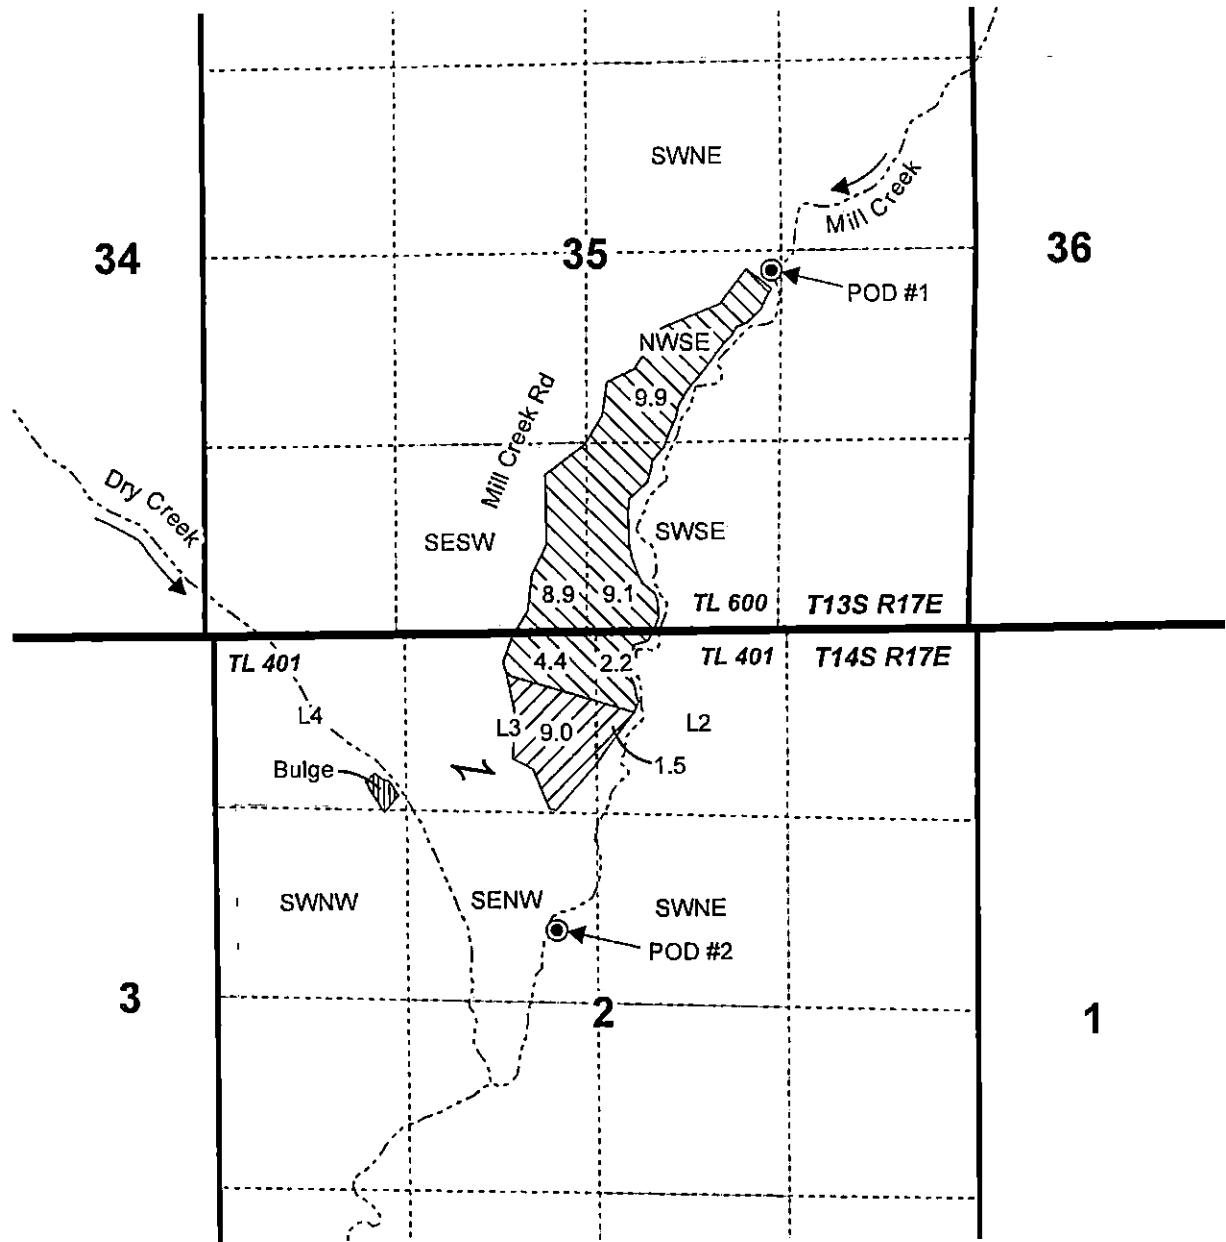 SWNE
Mill Creek
34
35
36
POD #1
NWSE
9.9
Mill Creek Rd
Dry Creek
SESW
SWSE
8.9
9.1
TL 600
T13S R17E
TL 401
4.4
2.2
TL 401
T14S R17E
L4
L3
9.0
L2
1.5
Bulge
SWNW
SENW
SWNE
POD #2
3
2
1